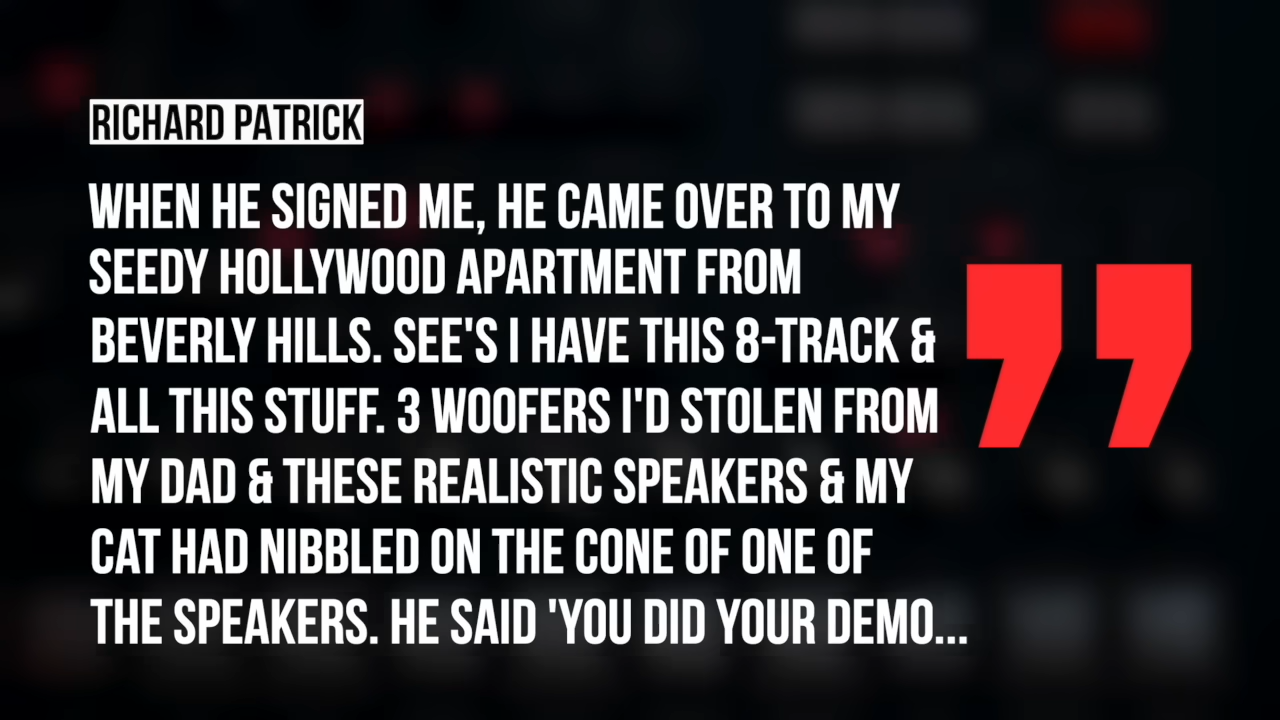 RICHARD PATRICK
WHEN HE SIGNED ME, HE CAME OVER TO MY
SEEDY HOLLYWOOD APARTMENT FROM
BEVERLY HILLS. SEE'S I HAVE THIS 8-TRACK &
ALL THIS STUFF. 3 WOOFERS I'D STOLEN FROM
MY DAD & THESE REALISTIC SPEAKERS & MY
CAT HAD NIBBLED ON THE CONE OF ONE OF
THE SPEAKERS. HE SAID 'YOU DID YOUR DEMO...
"